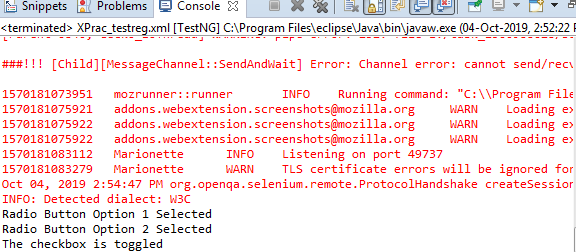 Snippets Problems Console
<terminated> XPrac_testreg.xml [TestNG] C:\Program Files\eclipse\Java\bin\javaw.exe (04-Oct-2019, 2:52:22 P
###!!! [Child][MessageChannel::SendAndWait] Error: Channel error: cannot send/recv
1570181073951 mozrunner::runner INFO Running command: "C:\\Program File
1570181075921 addons.webextension.screenshots@mozilla.org WARN Loading ex
1570181075922 addons.webextension.screenshots@mozilla.org WARN Loading ex
1570181075922 addons.webextension.screenshots@mozilla.org WARN Loading ex
1570181083112 Marionette INFO Listening on port 49737
1570181083279 Marionette WARN TLS certificate errors will be ignored for
Oct 04, 2019 2:54:47 PM org.openqa.selenium.remote.ProtocolHandshake createSession
INFO: Detected dialect: W3C
Radio Button Option 1 Selected
Radio Button Option 2 Selected
The checkbox is toggled